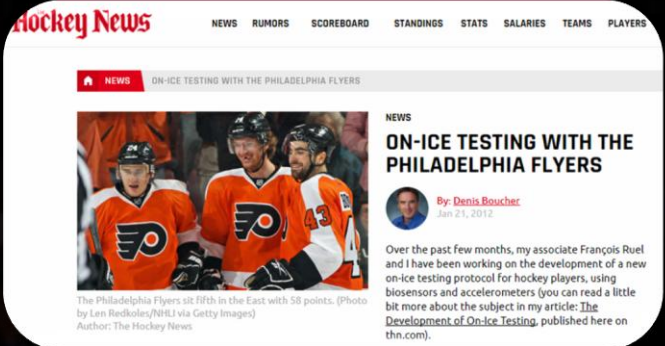 Hockey News
NEWS RUMORS SCOREBOARD STANDINGS STATS SALARIES TEAMS PLAYERS
NEWS ON-ICE TESTING WITH THE PHILADELPHIA FLYERS
NEWS
ON-ICE TESTING WITH THE
PHILADELPHIA FLYERS
By: Denis Boucher
Jan 21, 2012
Over the past few months, my associate François Ruel
and I have been working on the development of a new
on-ice testing protocol for hockey players, using
biosensors and accelerometers (you can read a little
bit more about the subject in my article: The
Development of On-Ice Testing, published here on
thn.com).
24
43
The Philadelphia Flyers sit fifth in the East with 58 points. (Photo
by Len Redkoles/NHLI via Getty Images)
Author: The Hockey News